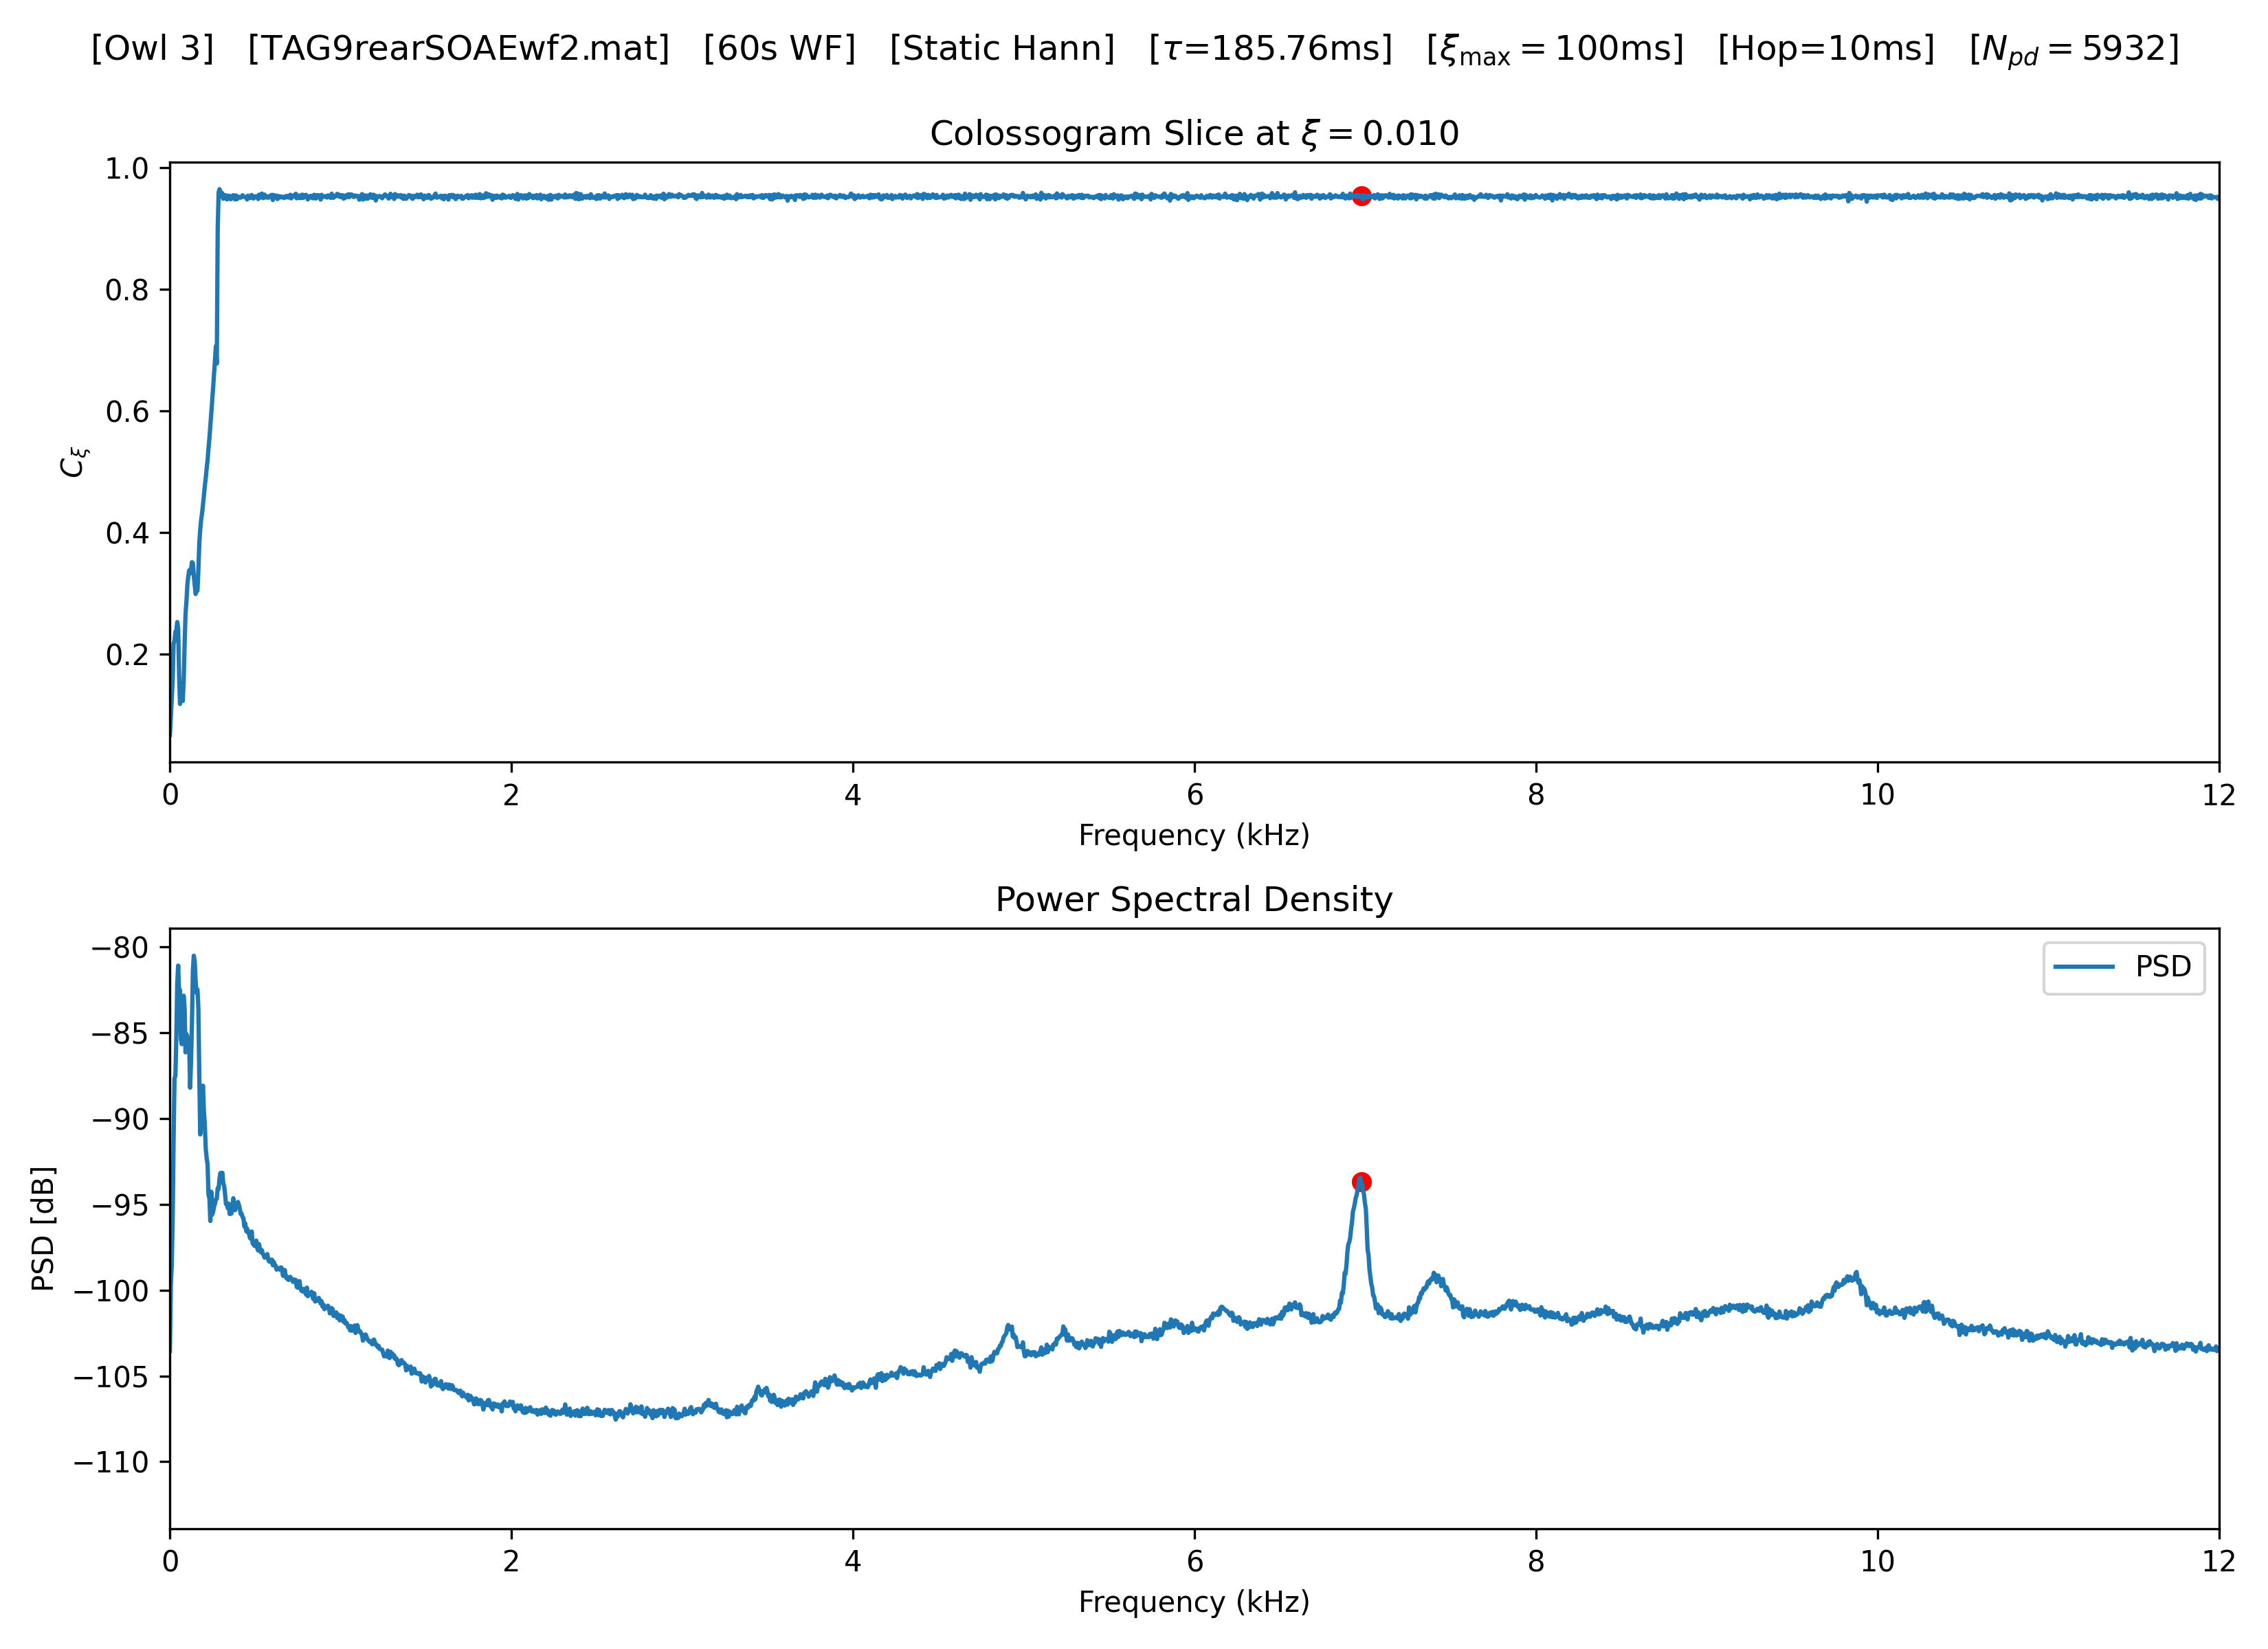 [Owl 3] [TAG9rearSOAEwf2.mat] [60s WF] [Static Hann] [τ=185.76ms] [ξmax = 100ms] [Hop=10ms] [Npd = 5932]
Colossogram Slice at ξ = 0.010
1.0
0.8
0.6
0.4
0.2
Cξ
0 2 4 6 8 10 12
Frequency (kHz)
Power Spectral Density
−80
−85
−90
−95
−100
−105
−110
PSD [dB]
PSD
0 2 4 6 8 10 12
Frequency (kHz)